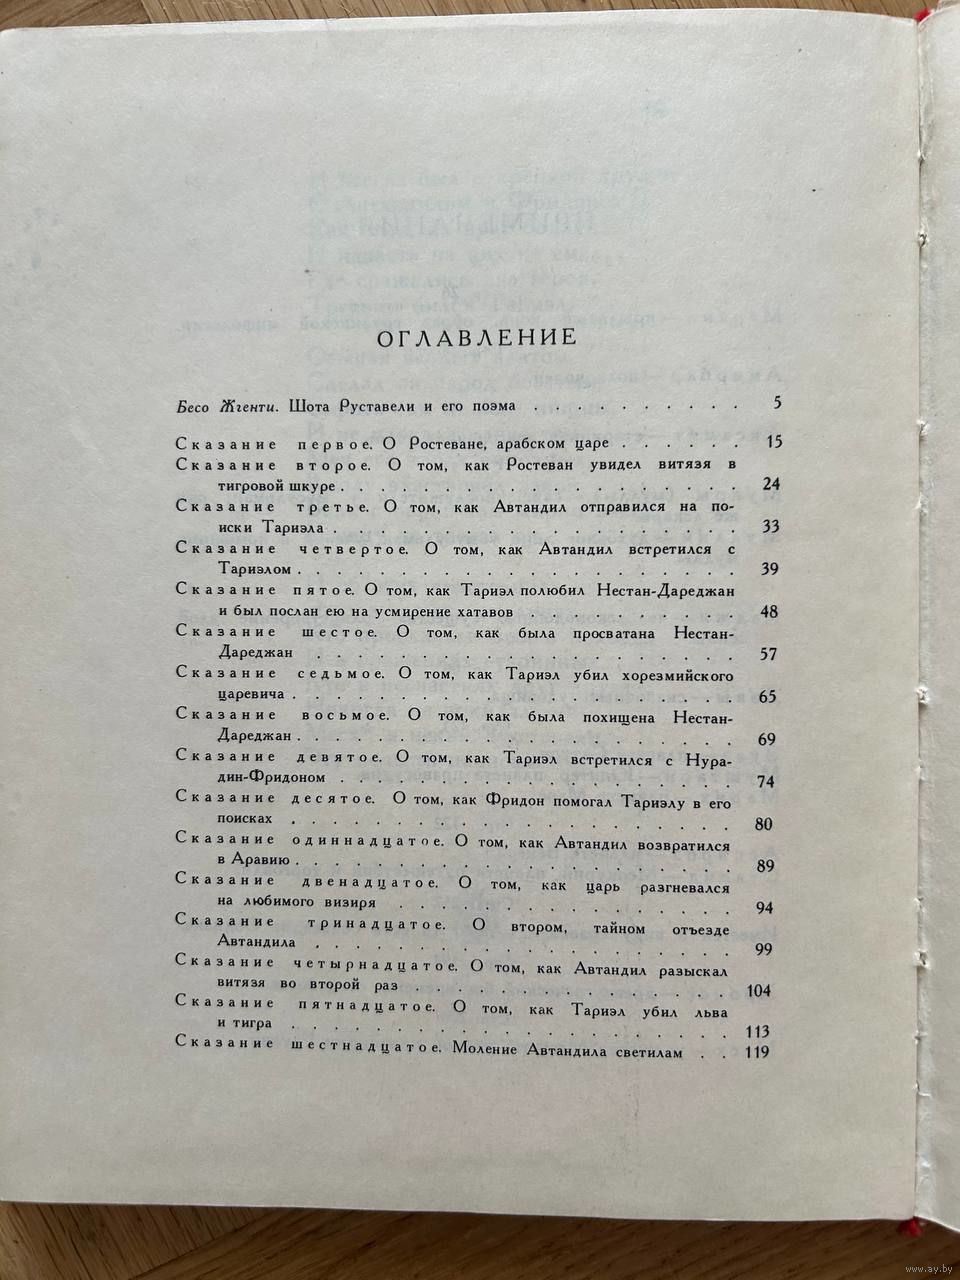 ОГЛАВЛЕНИЕ
Бесо Жгенти. Шота Руставели и его поэма . . . . . . . . . . 5
Сказание первое. О Ростеване, арабском царе . . . . . . 15
Сказание второе. О том, как Ростеван увидел витязя в
тигровой шкуре . . . . . . . . . . . . . . . . . . 24
Сказание третье. О том, как Автандил отправился на по-
иски Тариэла . . . . . . . . . . . . . . . . . . . 33
Сказание четвертое. О том, как Автандил встретился с
Тариэлом . . . . . . . . . . . . . . . . . . . . . 39
Сказание пятое. О том, как Тариэл полюбил Нестан-Дареджан
и был послан ею на усмирение хатавов . . . . . . . . . 48
Сказание шестое. О том, как была просватана Нестан-
Дареджан . . . . . . . . . . . . . . . . . . . . 57
Сказание седьмое. О том, как Тариэл убил хорезмийского
царевича . . . . . . . . . . . . . . . . . . . . . 65
Сказание восьмое. О том, как была похищена Нестан-
Дареджан . . . . . . . . . . . . . . . . . . . . . 69
Сказание девятое. О том, как Тариэл встретился с Нура-
дин-Фридоном . . . . . . . . . . . . . . . . . . 74
Сказание десятое. О том, как Фридон помогал Тариэлу в его
поисках . . . . . . . . . . . . . . . . . . . . . 80
Сказание одиннадцатое. О том, как Автандил возвратился
в Аравию . . . . . . . . . . . . . . . . . . . . . 89
Сказание двенадцатое. О том, как царь разгневался
на любимого визиря . . . . . . . . . . . . . . . 94
Сказание тринадцатое. О втором, тайном отъезде
Автандила . . . . . . . . . . . . . . . . . . . 99
Сказание четырнадцатое. О том, как Автандил разыскал
витязя во второй раз . . . . . . . . . . . . . . . 104
Сказание пятнадцатое. О том, как Тариэл убил льва
и тигра . . . . . . . . . . . . . . . . . . . . . 113
Сказание шестнадцатое. Моление Автандила светилам . . 119
www.ay.by